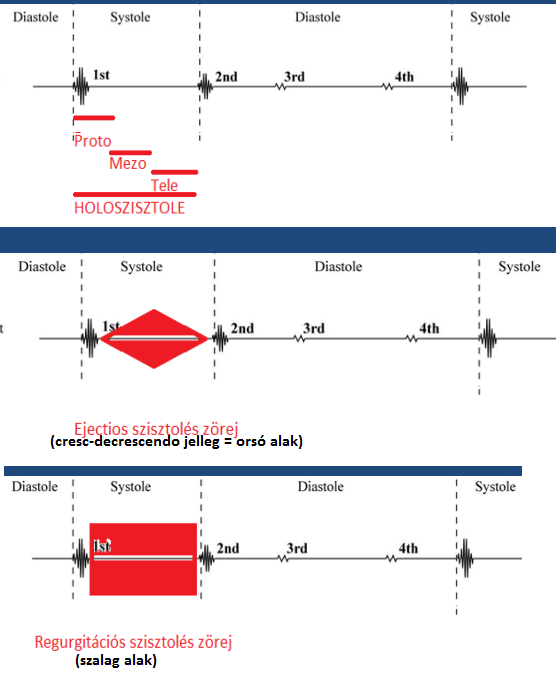 Diastole Systole Diastole Systole
1st 2nd 3rd 4th
Proto
Mezo
Tele
HOLOSZISZTOLE
Diastole Systole Diastole Systole
t 1st 2nd 3rd 4th
Ejectios szisztolés zörej
(cresc-decrescendo jelleg = orsó alak)
Diastole Systole Diastole Systole
1st 2nd 3rd 4th
Regurgitációs szisztolés zörej
(szalag alak)